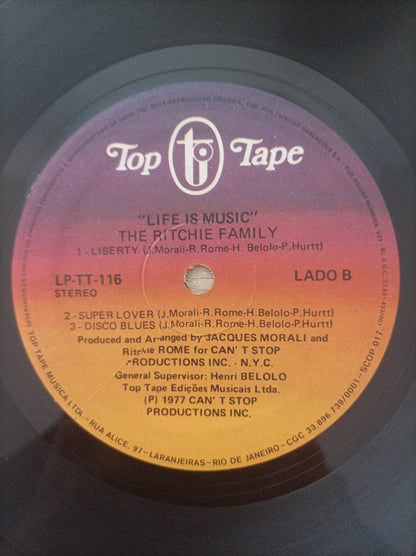 Top Tape
"LIFE IS MUSIC"
THE RITCHIE FAMILY
1 - LIBERTY (J.Morali-R.Rome-H. Belolo-P.Hurtt)
LP-TT-116
STEREO
LADO B
2 - SUPER LOVER (J.Morali-R.Rome-H. Belolo-P.Hurtt)
3 - DISCO BLUES (J.Morali-R.Rome-H. Belolo-P.Hurtt)
Produced and Arranged by JACQUES MORALI and
Ritchie ROME for CAN'T STOP
PRODUCTIONS INC. - N.Y.C.
General Supervisor: Henri BELOLO
Top Tape Edições Musicais Ltda.
(P) 1977 CAN'T STOP
PRODUCTIONS INC.
TOP TAPE MUSICA LTDA - RUA ALICE, 97 - LARANJEIRAS - RIO DE JANEIRO - CGC 33.896.739/0001 - SCDP 017